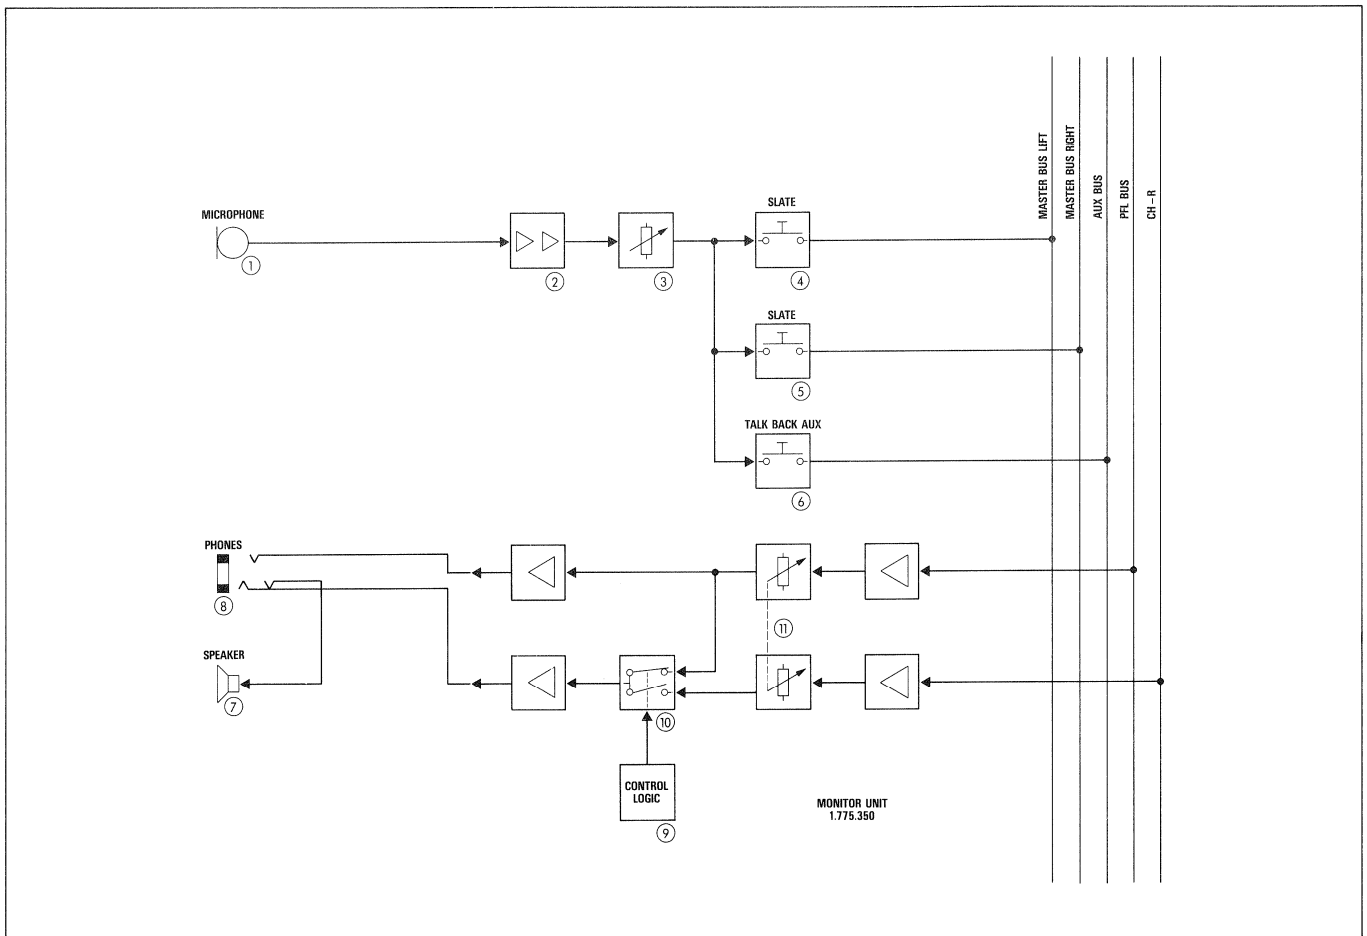 MASTER BUS LIFT
MASTER BUS RIGHT
AUX BUS
PFL BUS
CH-R
MICROPHONE
1
2
3
SLATE
4
SLATE
5
TALK BACK AUX
6
PHONES
8
11
SPEAKER
7
10
CONTROL
LOGIC
9
MONITOR UNIT
1.775.350